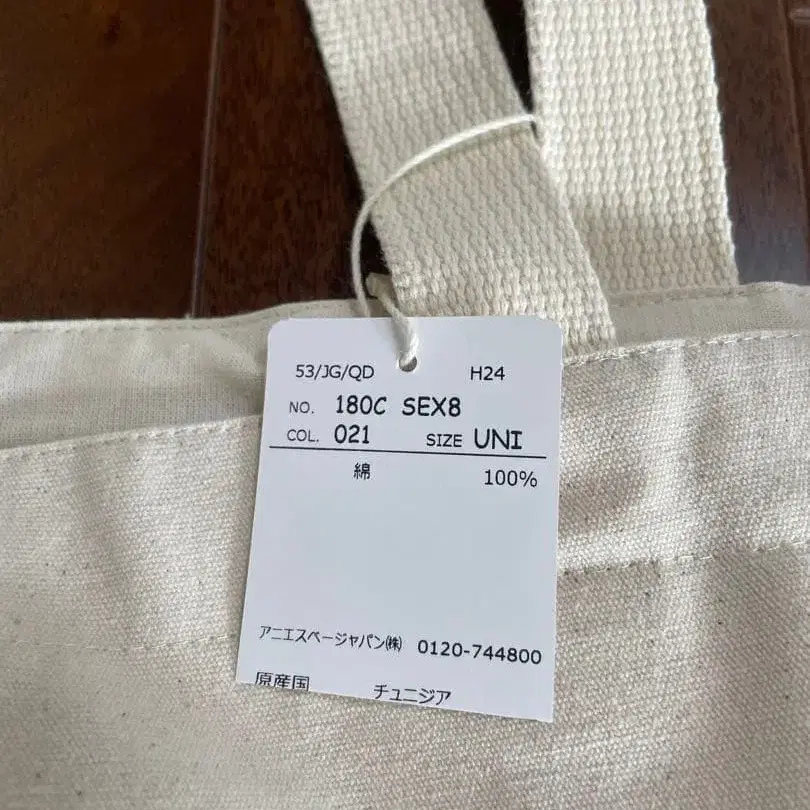 53/JG/QD H24
NO. 180C SEX8
COL. 021 SIZE UNI
綿 100%
アニエスベージャパン㈱ 0120-744800
原産国 チュニジア